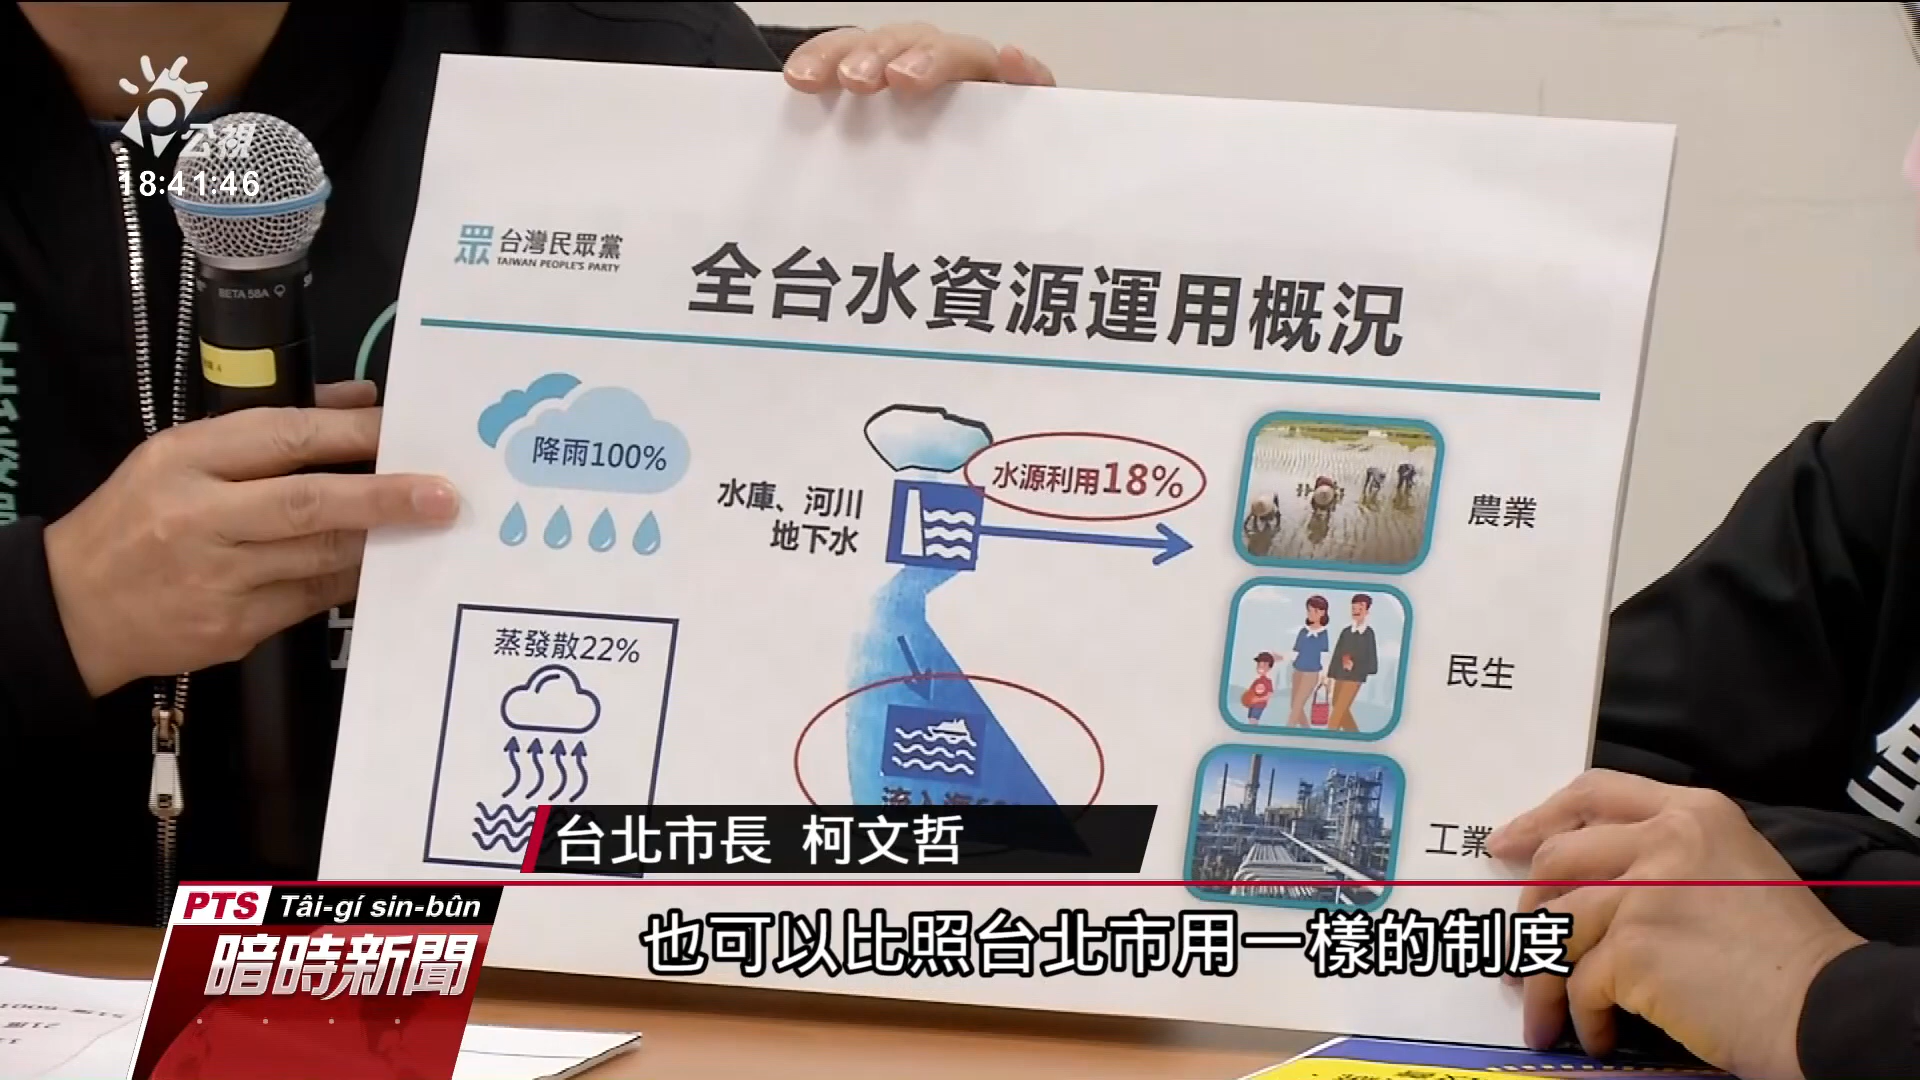 公視
18:41:46
BETA 58A
眾 台灣民眾黨
TAIWAN PEOPLE'S PARTY
全台水資源運用概況
降雨100%
水庫、河川
地下水
水源利用18%
農業
蒸發散22%
民生
工業
台北市長 柯文哲
PTS Tâi-gí sin-bûn
暗時新聞
也可以比照台北市用一樣的制度